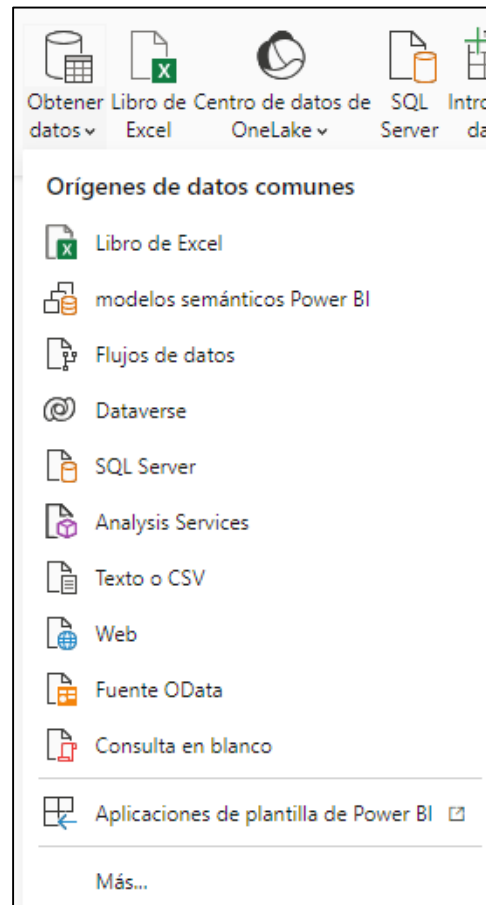 Obtener Libro de Centro de datos de SQL
datos Excel OneLake Server
Orígenes de datos comunes
Libro de Excel
modelos semánticos Power BI
Flujos de datos
Dataverse
SQL Server
Analysis Services
Texto o CSV
Web
Fuente OData
Consulta en blanco
Aplicaciones de plantilla de Power BI
Más...